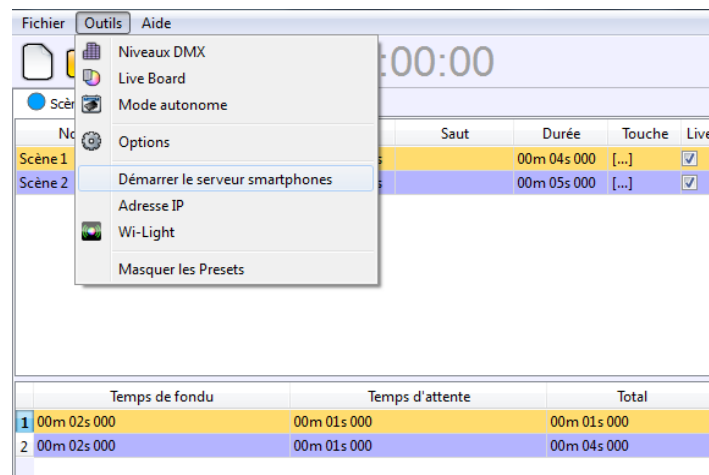 Fichier Outils Aide
Niveaux DMX
:00:00
Live Board
Mode autonome
Saut Durée Touche Live
Options
Scène 1 00m 04s 000 [...]
Démarrer le serveur smartphones
Scène 2 00m 05s 000 [...]
Adresse IP
Wi-Light
Masquer les Presets
Temps de fondu Temps d'attente Total
1 00m 02s 000 00m 01s 000 00m 01s 000
2 00m 02s 000 00m 01s 000 00m 04s 000